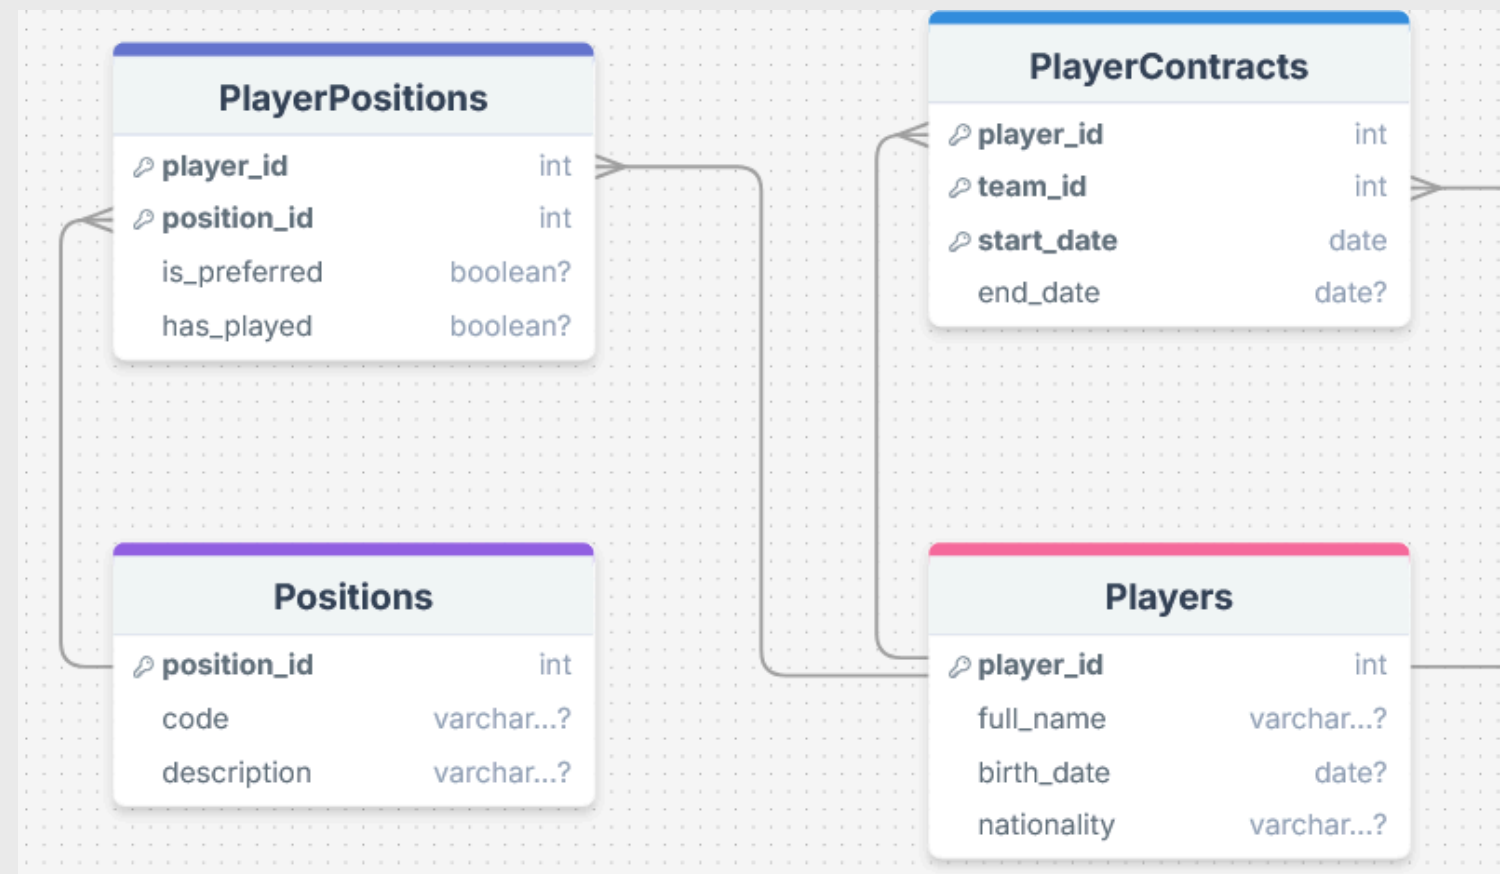 PlayerPositions
player_id int
position_id int
is_preferred boolean?
has_played boolean?
PlayerContracts
player_id int
team_id int
start_date date
end_date date?
Positions
position_id int
code varchar...?
description varchar...?
Players
player_id int
full_name varchar...?
birth_date date?
nationality varchar...?